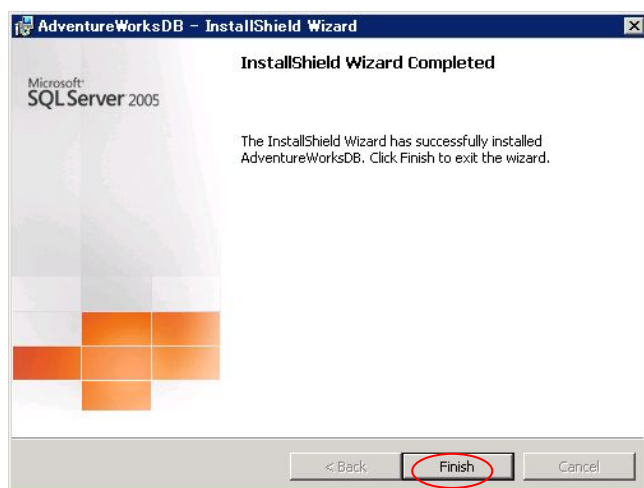 AdventureWorksDB - InstallShield Wizard
InstallShield Wizard Completed
Microsoft
SQL Server 2005
The InstallShield Wizard has successfully installed
AdventureWorksDB. Click Finish to exit the wizard.
< Back
Finish
Cancel